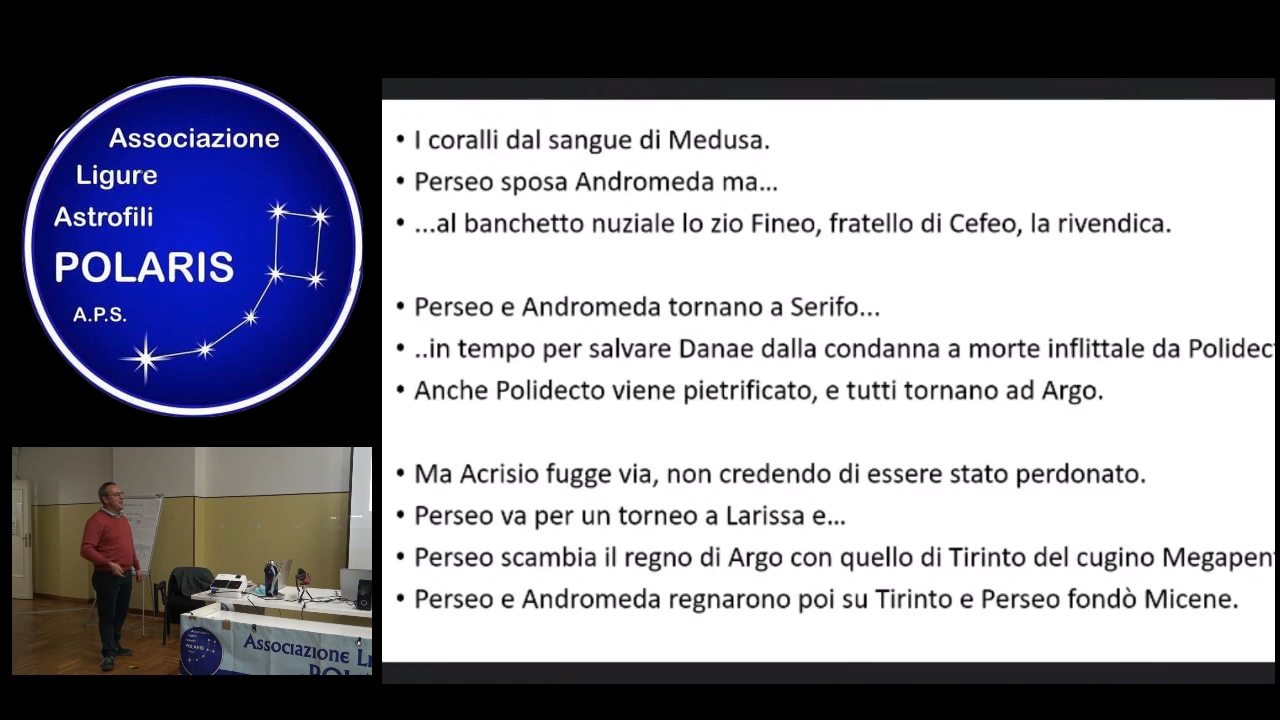 Associazione
Ligure
Astrofili
POLARIS
A.P.S.
• I coralli dal sangue di Medusa.
• Perseo sposa Andromeda ma...
• ...al banchetto nuziale lo zio Fineo, fratello di Cefeo, la rivendica.
• Perseo e Andromeda tornano a Serifo...
• ..in tempo per salvare Danae dalla condanna a morte inflittale da Polidec
• Anche Polidecto viene pietrificato, e tutti tornano ad Argo.
• Ma Acrisio fugge via, non credendo di essere stato perdonato.
• Perseo va per un torneo a Larissa e...
• Perseo scambia il regno di Argo con quello di Tirinto del cugino Megapen
• Perseo e Andromeda regnarono poi su Tirinto e Perseo fondò Micene.
Associazione